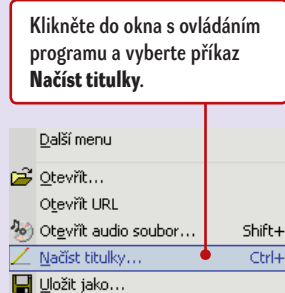 Klikněte do okna s ovládáním
programu a vyberte příkaz
Načíst titulky.
Další menu
Otevřít...
Otevřít URL
Otevřít audio soubor... Shift+
Načíst titulky... Ctrl+
Uložit jako...